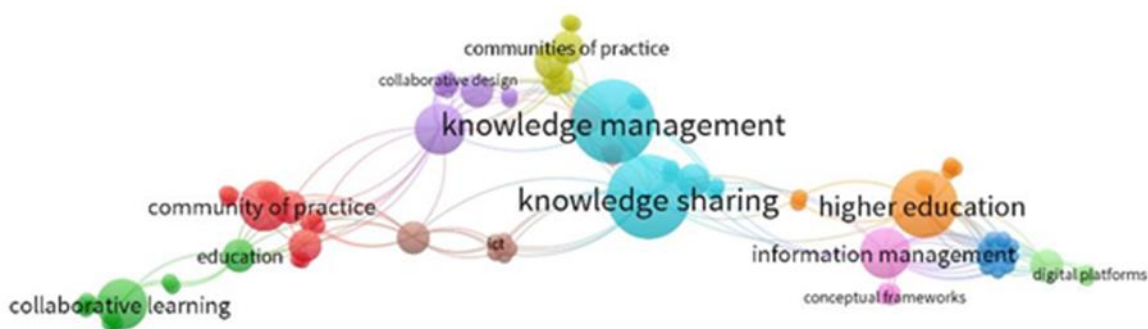 communities of practice
collaborative design
knowledge management
knowledge sharing
community of practice
higher education
ict
education
information management
digital platforms
conceptual frameworks
collaborative learning